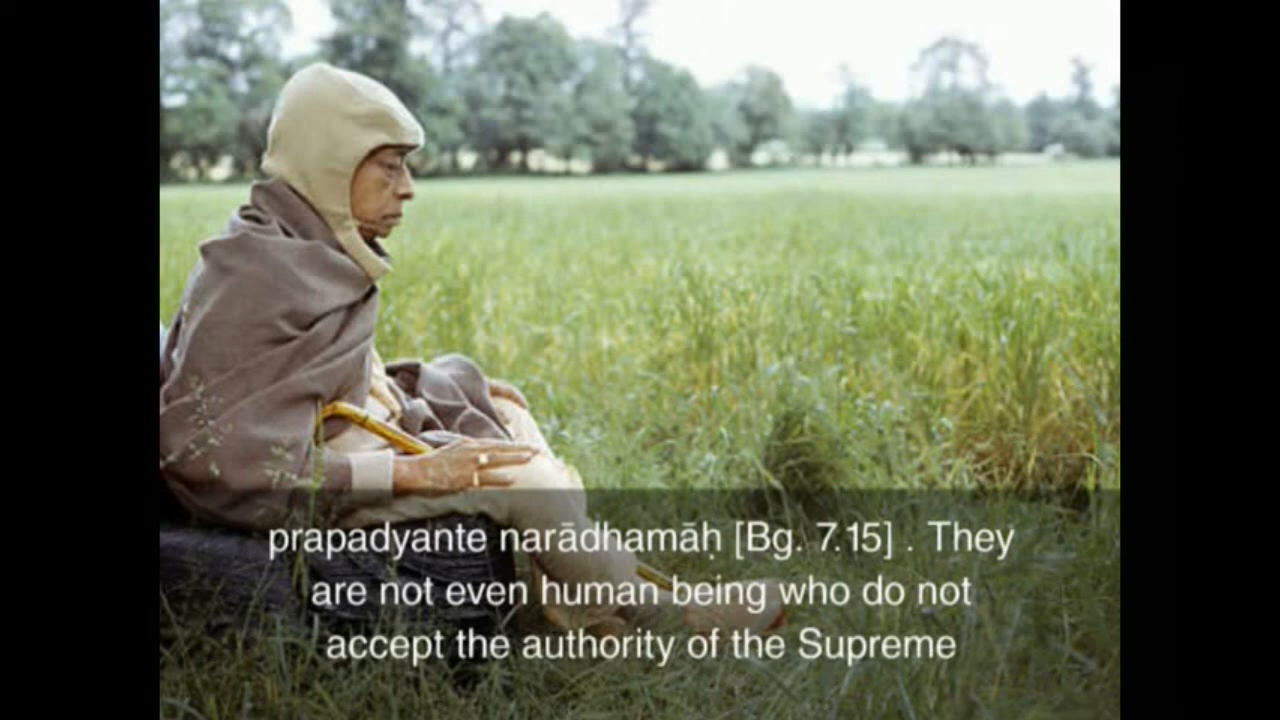 prapadyante narādhamāḥ [Bg. 7.15] . They
are not even human being who do not
accept the authority of the Supreme